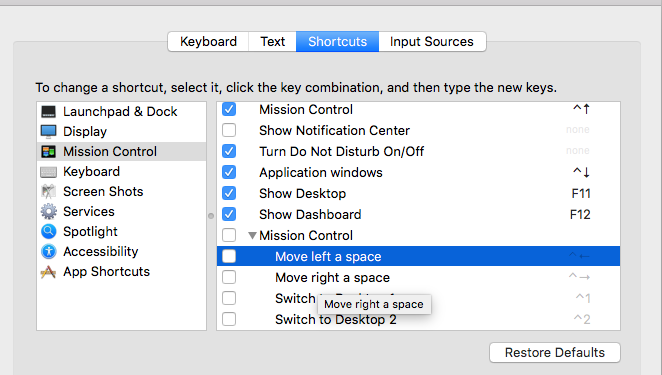 Keyboard Text Shortcuts Input Sources
To change a shortcut, select it, click the key combination, and then type the new keys.
Launchpad & Dock
Display
Mission Control
Keyboard
Screen Shots
Services
Spotlight
Accessibility
App Shortcuts
Mission Control ^↑
Show Notification Center none
Turn Do Not Disturb On/Off none
Application windows ^↓
Show Desktop F11
Show Dashboard F12
Mission Control
Move left a space ^←
Move right a space ^→
Switch to ^1
Move right a space
Switch to Desktop 2 ^2
Restore Defaults